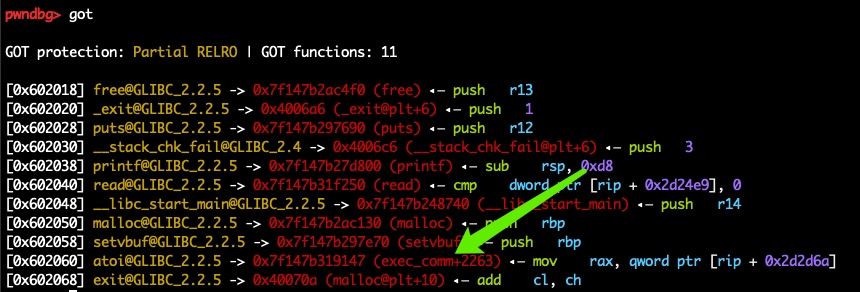 pwndbg> got
GOT protection: Partial RELRO | GOT functions: 11
[0x602018] free@GLIBC_2.2.5 -> 0x7f147b2ac4f0 (free) ◂— push r13
[0x602020] _exit@GLIBC_2.2.5 -> 0x4006a6 (_exit@plt+6) ◂— push 1
[0x602028] puts@GLIBC_2.2.5 -> 0x7f147b297690 (puts) ◂— push r12
[0x602030] __stack_chk_fail@GLIBC_2.4 -> 0x4006c6 (__stack_chk_fail@plt+6) ◂— push 3
[0x602038] printf@GLIBC_2.2.5 -> 0x7f147b27d800 (printf) ◂— sub rsp, 0xd8
[0x602040] read@GLIBC_2.2.5 -> 0x7f147b31f250 (read) ◂— cmp dword ptr [rip + 0x2d24e9], 0
[0x602048] __libc_start_main@GLIBC_2.2.5 -> 0x7f147b248740 (__libc_start_main) ◂— push r14
[0x602050] malloc@GLIBC_2.2.5 -> 0x7f147b2ac130 (malloc) ◂— push rbp
[0x602058] setvbuf@GLIBC_2.2.5 -> 0x7f147b297e70 (setvbuf) ◂— push rbp
[0x602060] atoi@GLIBC_2.2.5 -> 0x7f147b319147 (exec_comm+2263) ◂— mov rax, qword ptr [rip + 0x2d2d6a]
[0x602068] exit@GLIBC_2.2.5 -> 0x40070a (malloc@plt+10) ◂— add cl, ch